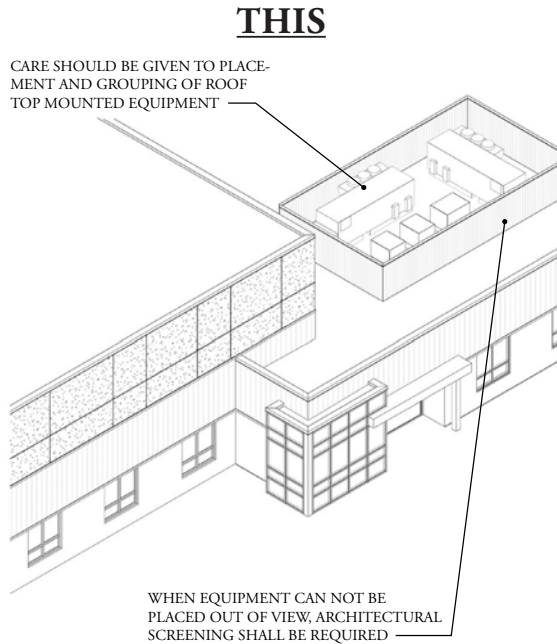 THIS
CARE SHOULD BE GIVEN TO PLACE-
MENT AND GROUPING OF ROOF
TOP MOUNTED EQUIPMENT
WHEN EQUIPMENT CAN NOT BE
PLACED OUT OF VIEW, ARCHITECTURAL
SCREENING SHALL BE REQUIRED